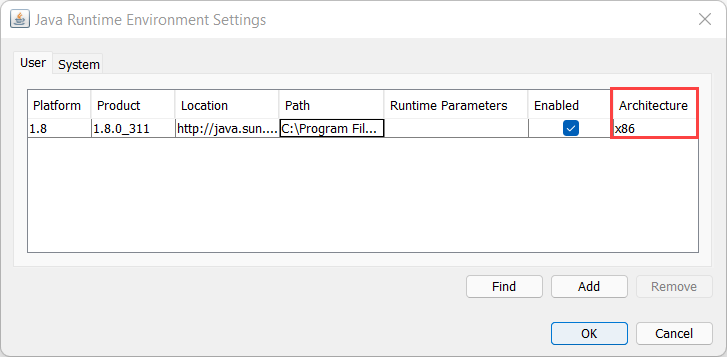 Java Runtime Environment Settings
User System
Platform Product Location Path Runtime Parameters Enabled Architecture
1.8 1.8.0_311 http://java.sun.... C:\Program Fil... x86
Find Add Remove
OK Cancel